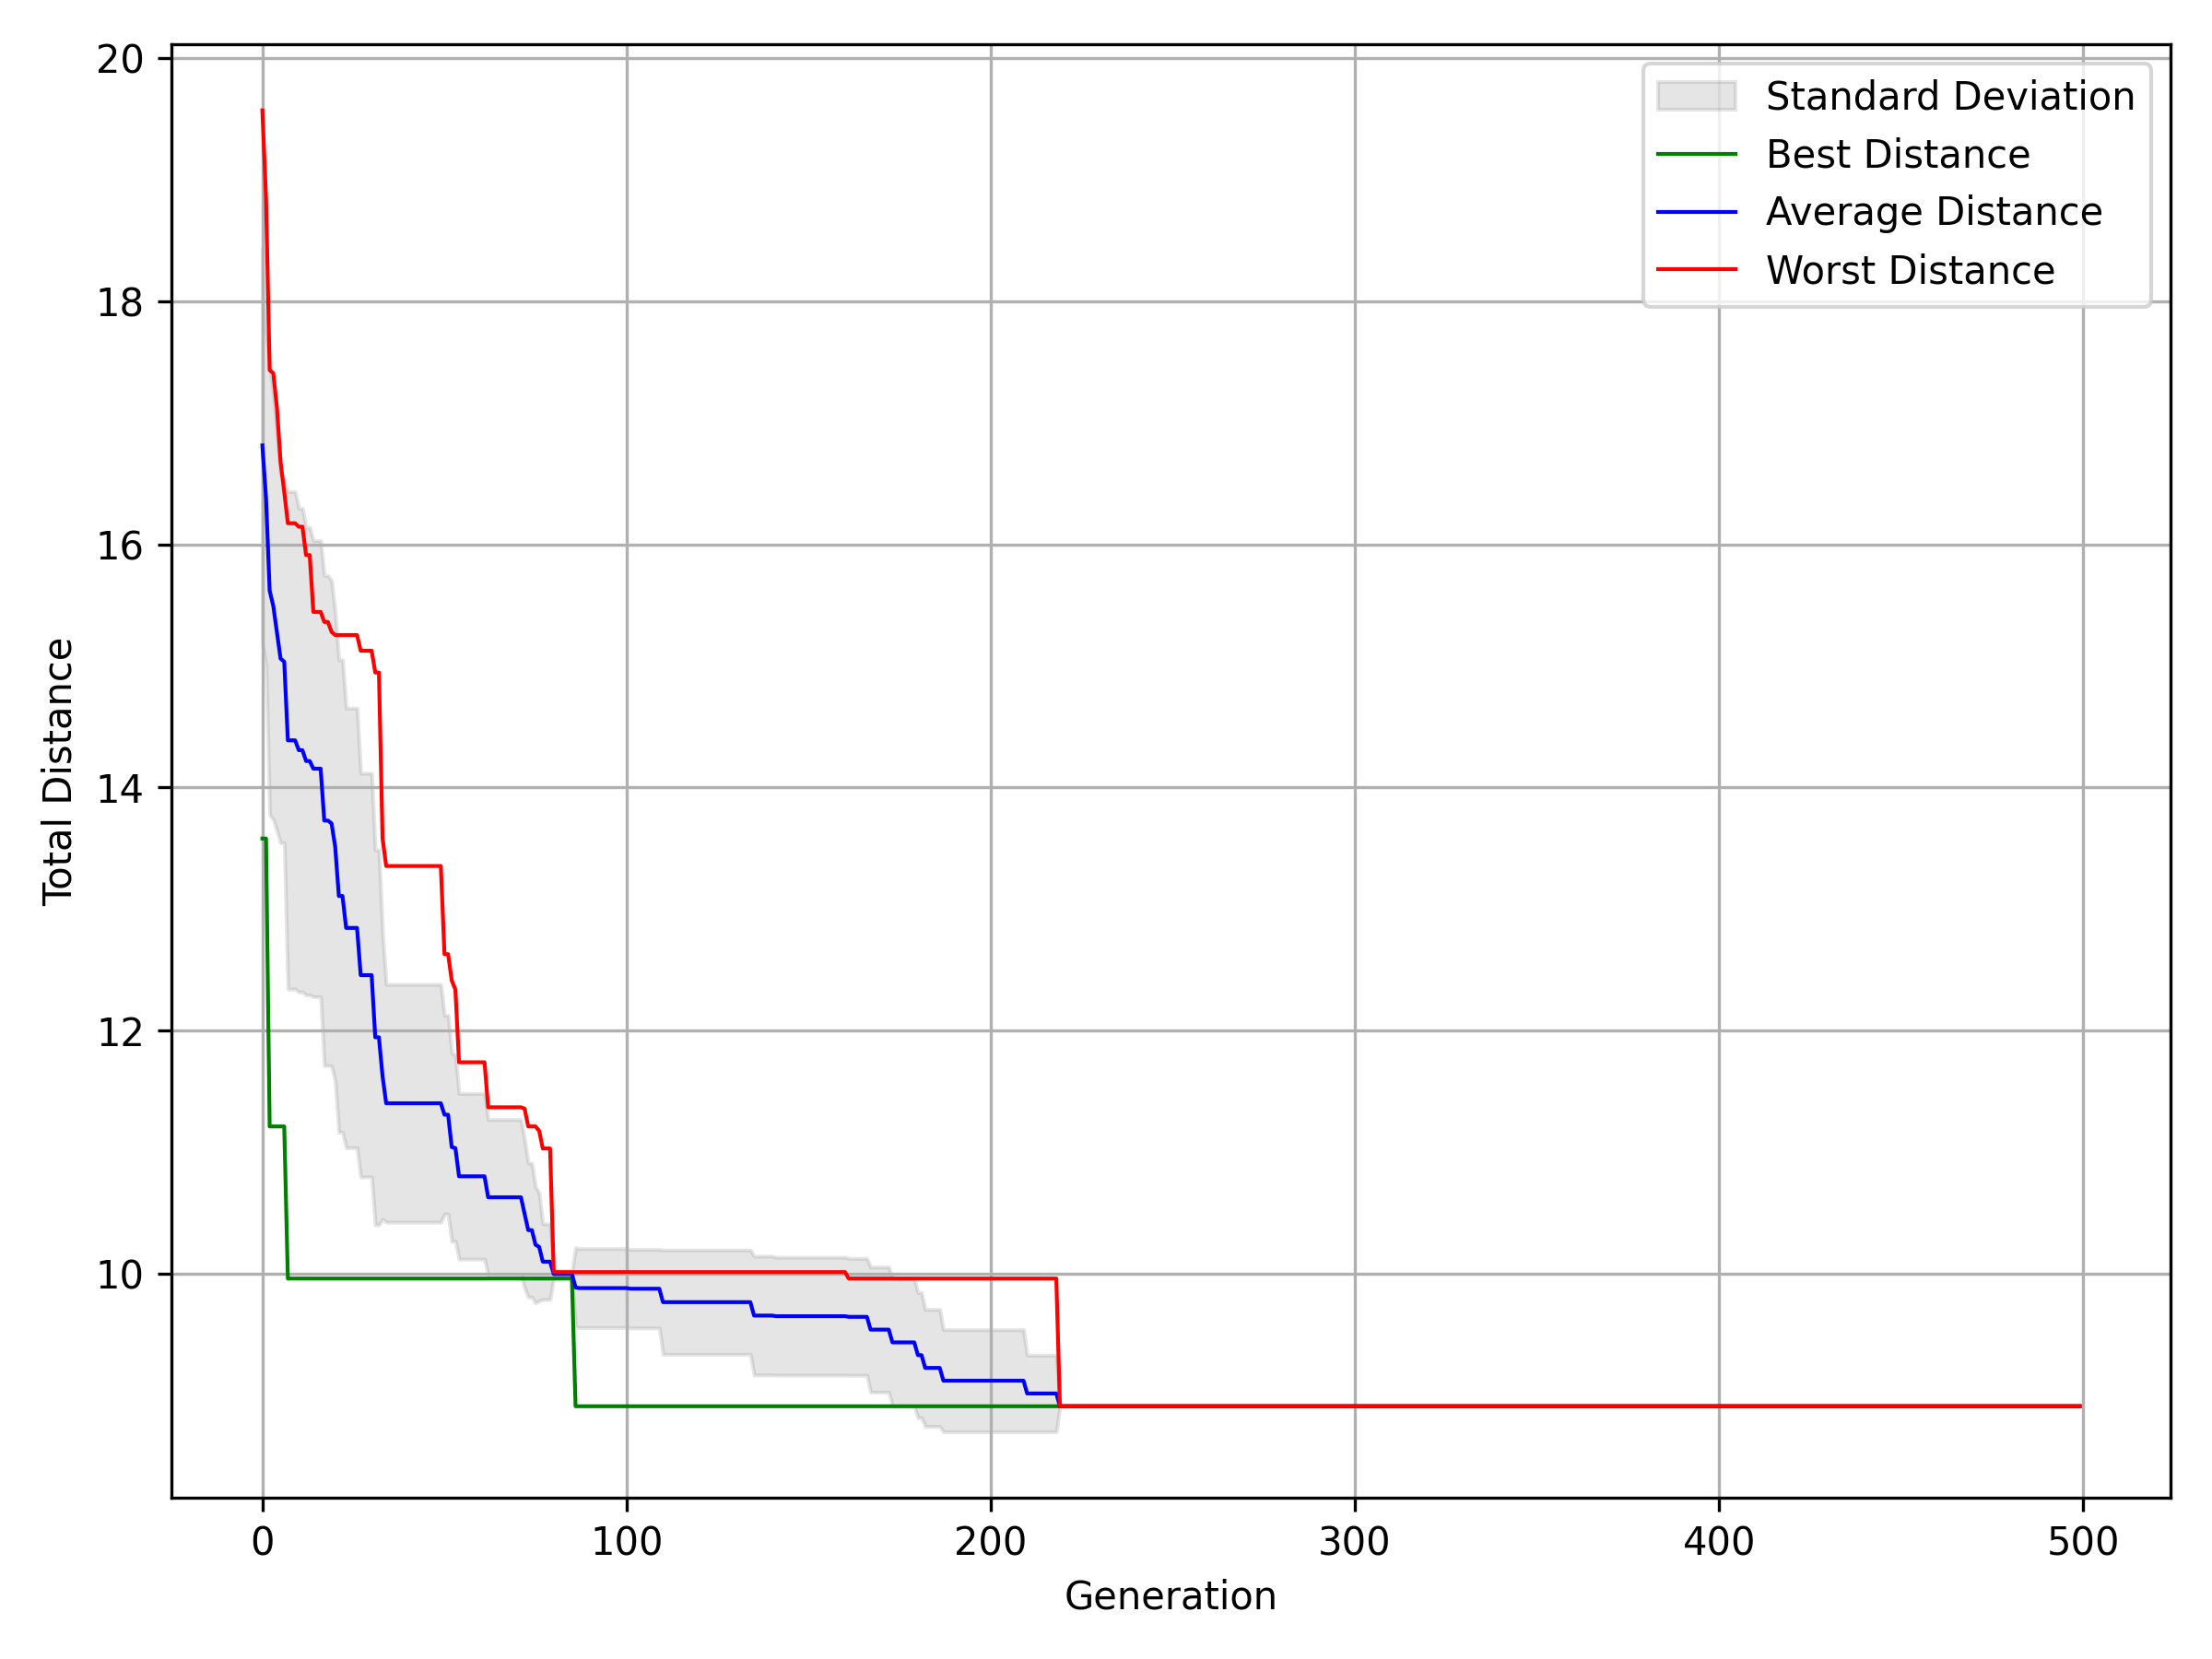 20
18
16
14
12
10
Total Distance
Standard Deviation
Best Distance
Average Distance
Worst Distance
0 100 200 300 400 500
Generation